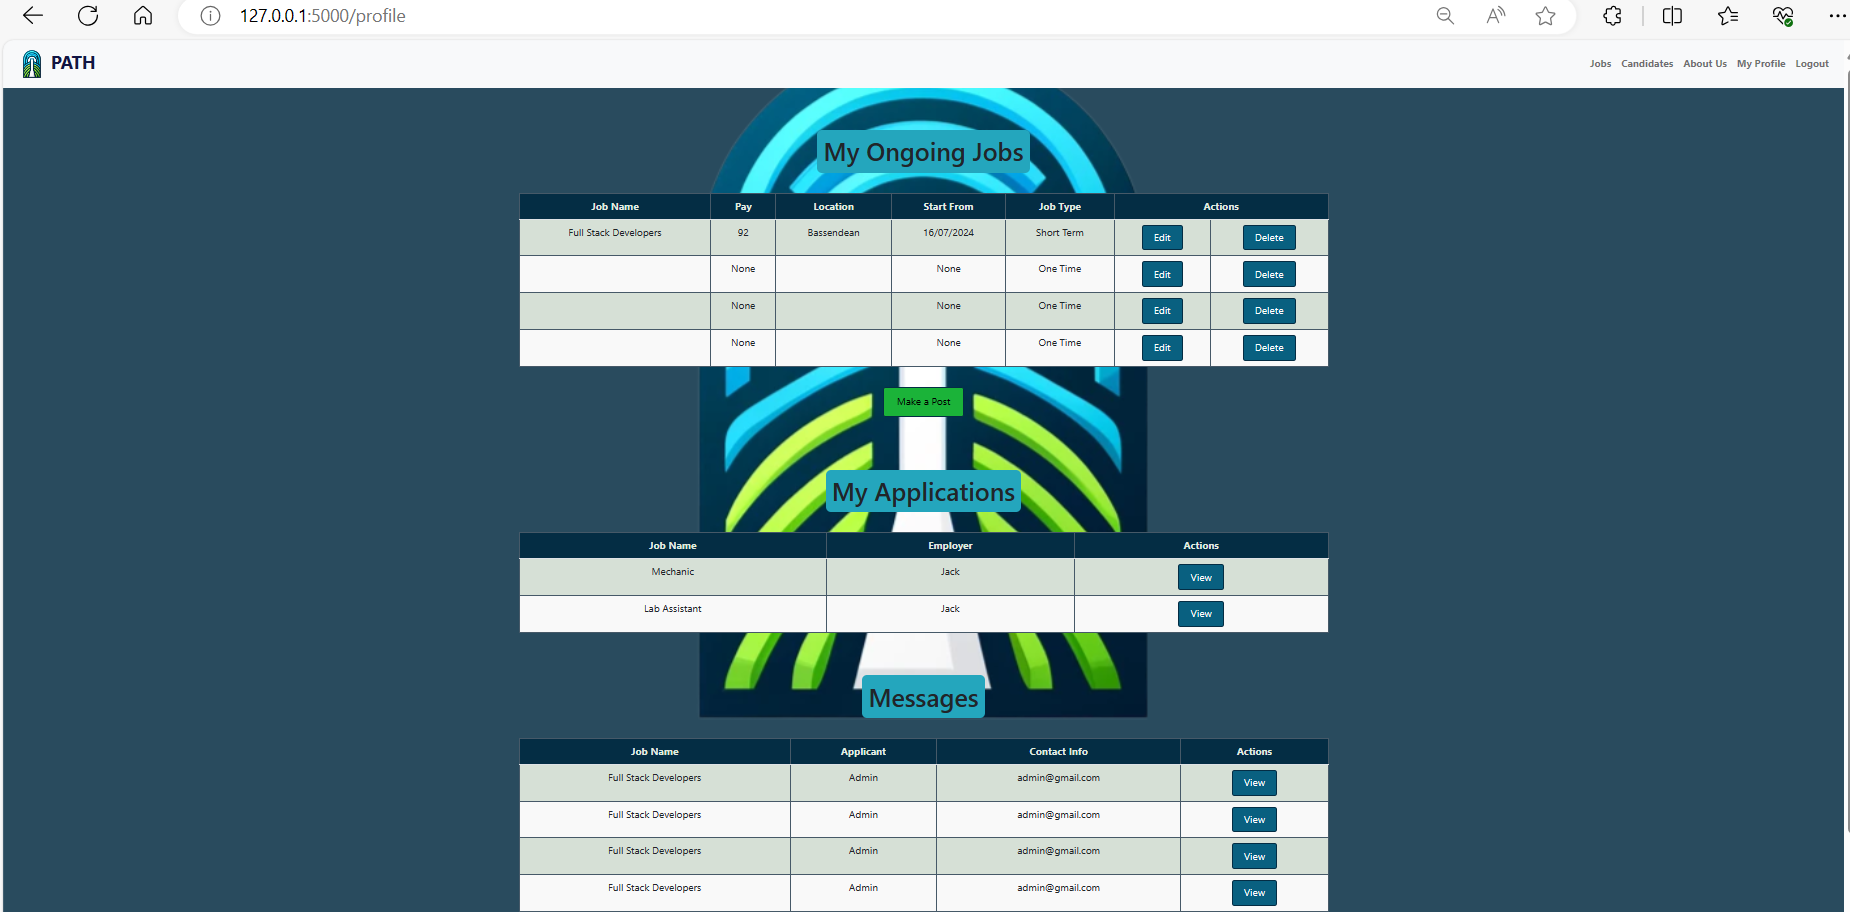 127.0.0.1:5000/profile
PATH
Jobs Candidates About Us My Profile Logout
My Ongoing Jobs
Job Name Pay Location Start From Job Type Actions
Full Stack Developers 92 Bassendean 16/07/2024 Short Term Edit Delete
None None One Time Edit Delete
None None One Time Edit Delete
None None One Time Edit Delete
Make a Post
My Applications
Job Name Employer Actions
Mechanic Jack View
Lab Assistant Jack View
Messages
Job Name Applicant Contact Info Actions
Full Stack Developers Admin admin@gmail.com View
Full Stack Developers Admin admin@gmail.com View
Full Stack Developers Admin admin@gmail.com View
Full Stack Developers Admin admin@gmail.com View